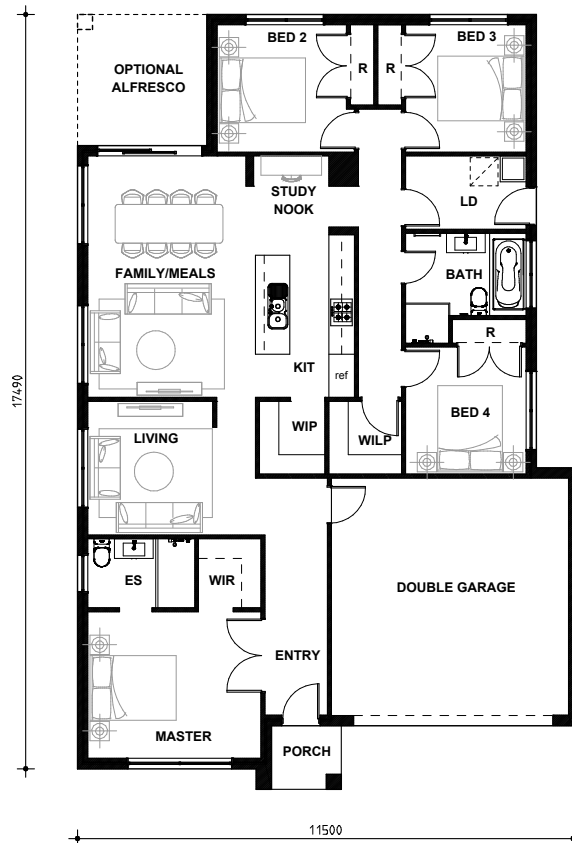 BED 2
BED 3
OPTIONAL
ALFRESCO
R
R
STUDY
NOOK
LD
FAMILY/MEALS
BATH
R
KIT
ref
17490
BED 4
LIVING
WIP
WILP
ES
WIR
DOUBLE GARAGE
ENTRY
MASTER
PORCH
11500